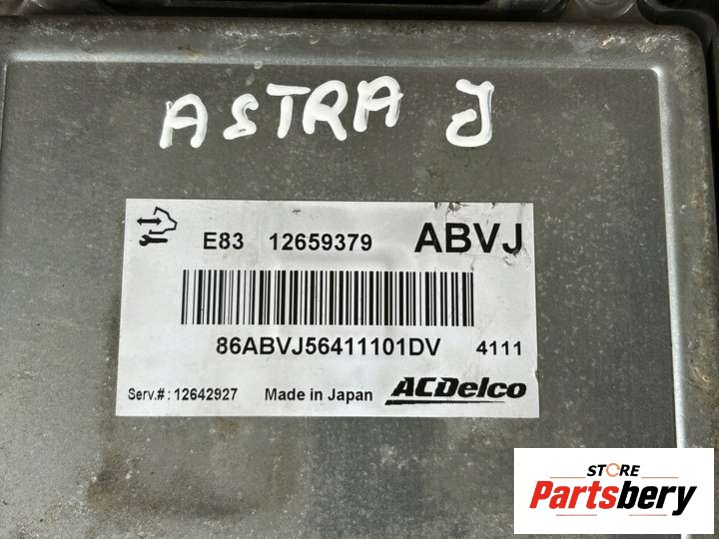 ASTRA J
E83 12659379 ABVJ
86ABVJ56411101DV 4111
Serv.#: 12642927 Made in Japan ACDelco
STORE
Partsbery